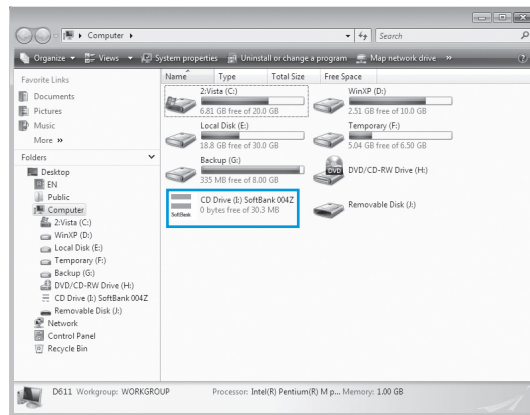 Computer
Search
Organize Views System properties Uninstall or change a program Map network drive »
Favorite Links
Documents
Pictures
Music
More »
Folders
Desktop
EN
Public
Computer
2:Vista (C:)
WinXP (D:)
Local Disk (E:)
Temporary (F:)
Backup (G:)
DVD/CD-RW Drive (H:)
CD Drive (I:) SoftBank 004Z
Removable Disk (J:)
Network
Control Panel
Recycle Bin
Name Type Total Size Free Space
2:Vista (C:)
6.81 GB free of 20.0 GB
WinXP (D:)
2.51 GB free of 10.0 GB
Local Disk (E:)
18.8 GB free of 30.0 GB
Temporary (F:)
5.04 GB free of 6.50 GB
Backup (G:)
335 MB free of 8.00 GB
DVD
DVD/CD-RW Drive (H:)
SoftBank
CD Drive (I:) SoftBank 004Z
0 bytes free of 30.3 MB
Removable Disk (J:)
D611 Workgroup: WORKGROUP Processor: Intel(R) Pentium(R) M p... Memory: 1.00 GB